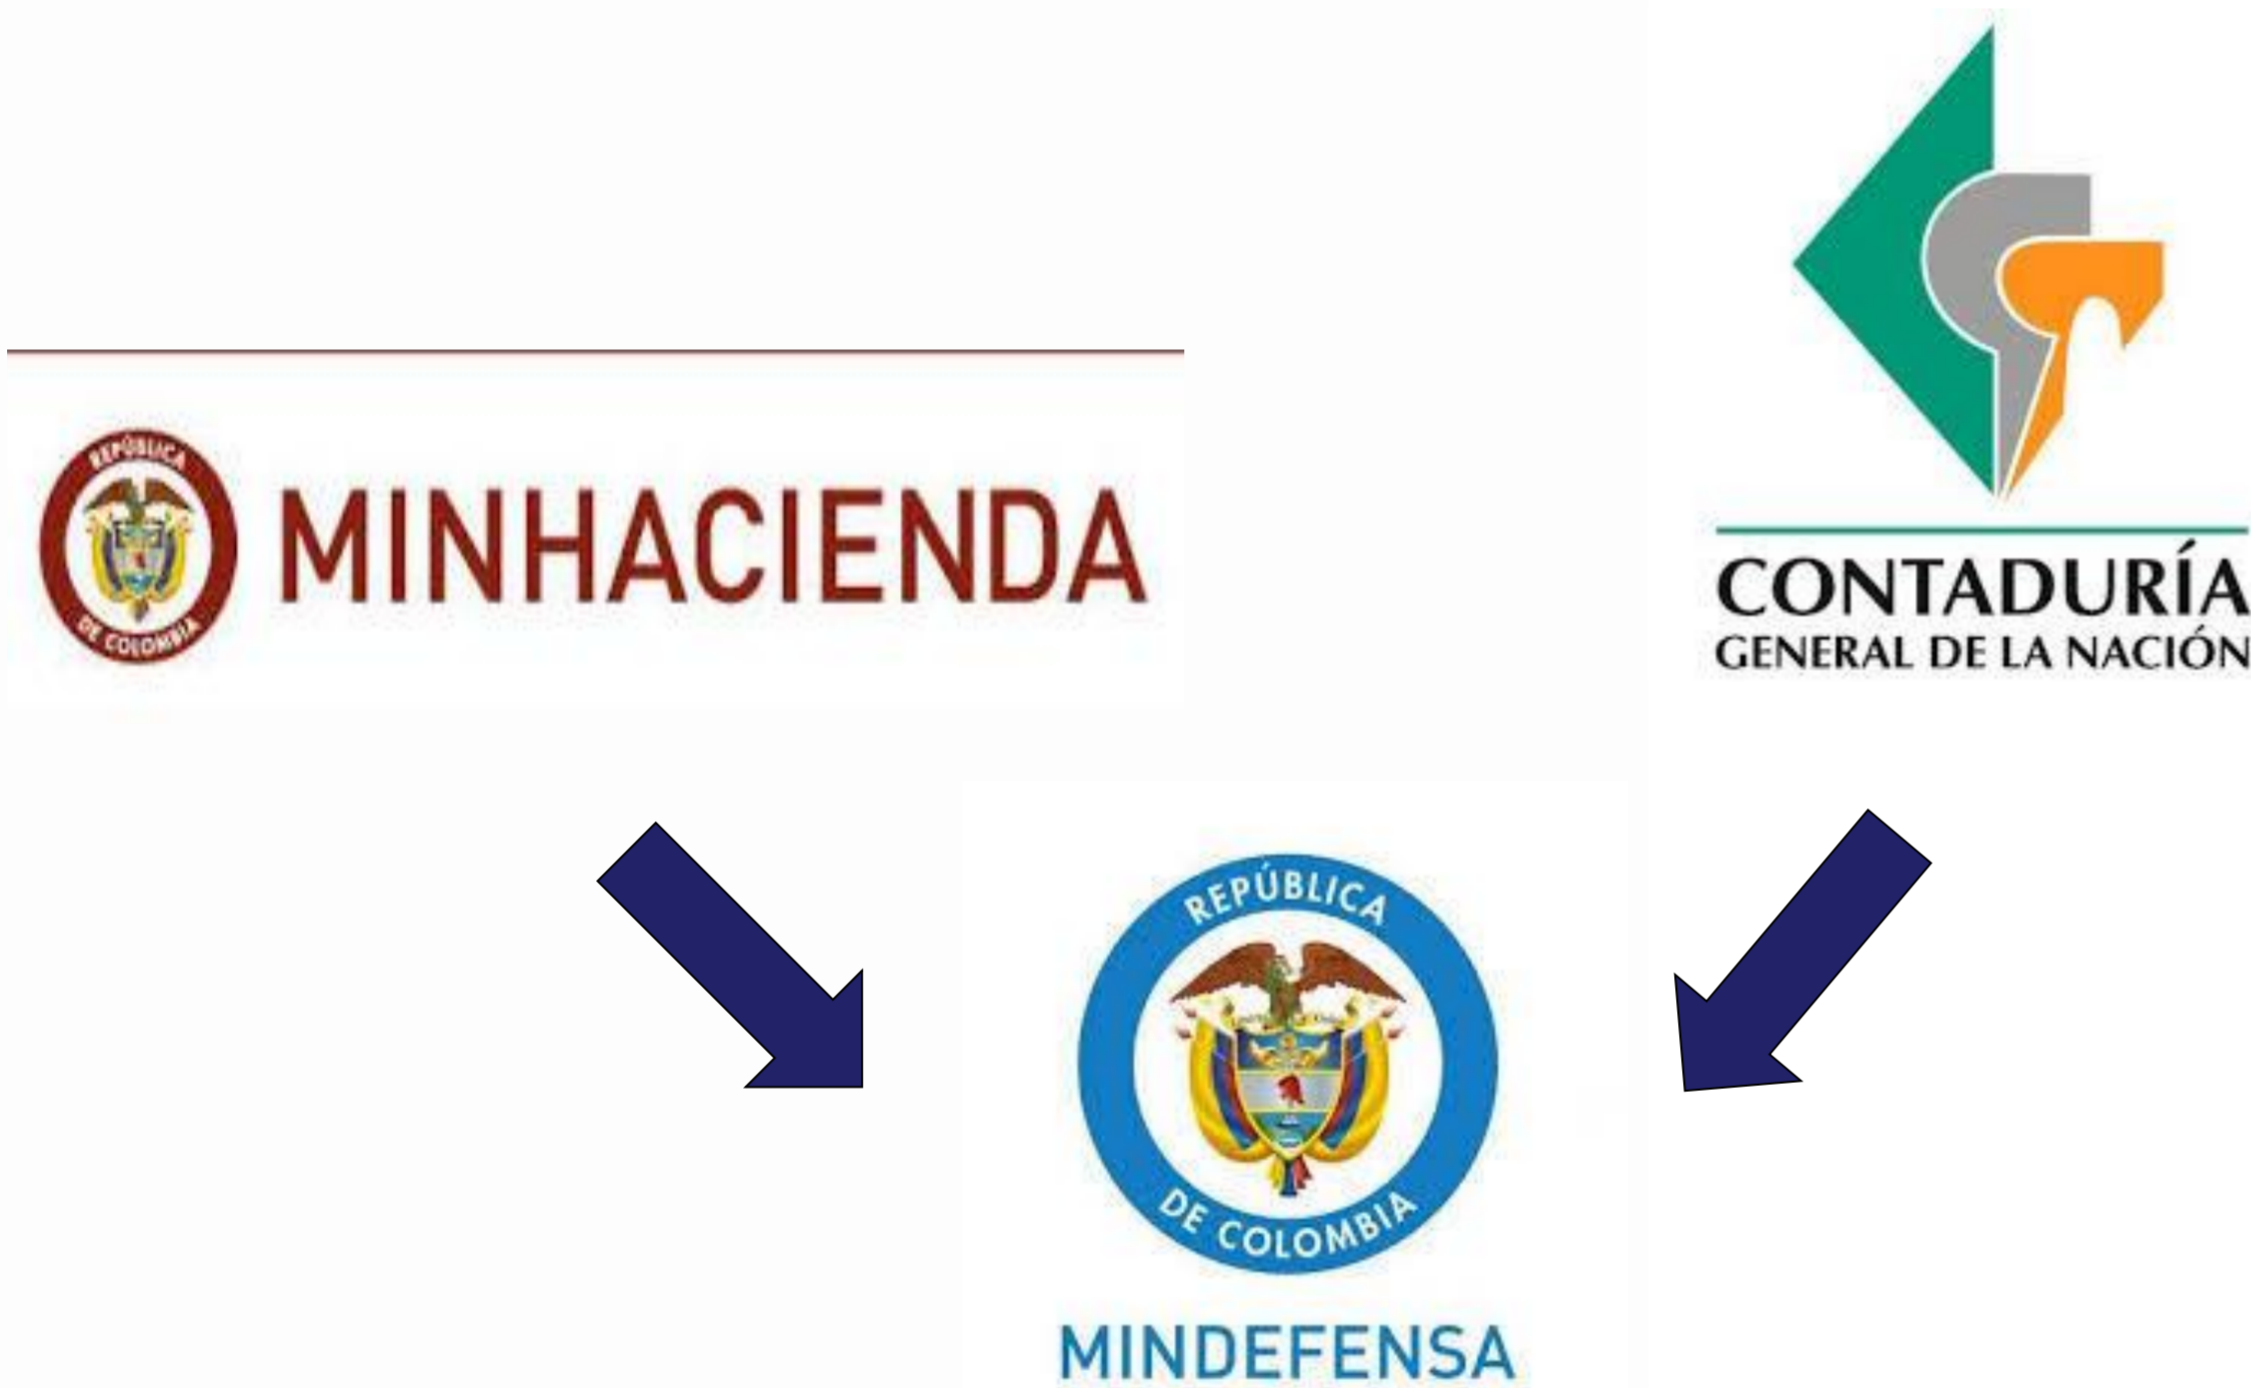 REPÚBLICA
DE COLOMBIA
MINHACIENDA
CONTADURÍA
GENERAL DE LA NACIÓN
REPÚBLICA
DE COLOMBIA
MINDEFENSA